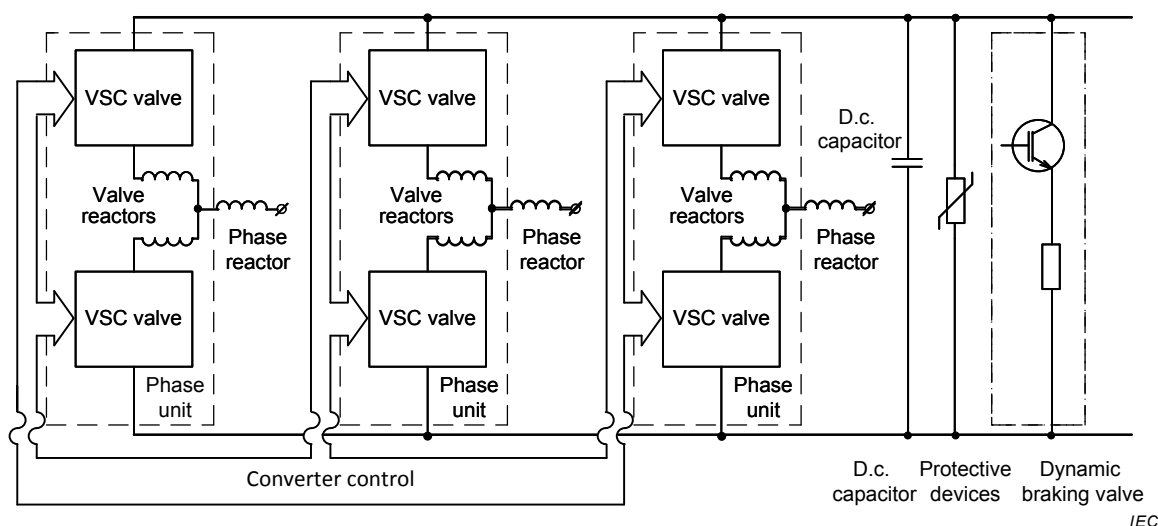 VSC valve
VSC valve
VSC valve
D.c.
capacitor
Valve
reactors
Phase
reactor
Valve
reactors
Phase
reactor
Valve
reactors
Phase
reactor
VSC valve
VSC valve
VSC valve
Phase
unit
Phase
unit
Phase
unit
Converter control
D.c.
capacitor
Protective
devices
Dynamic
braking valve
IEC